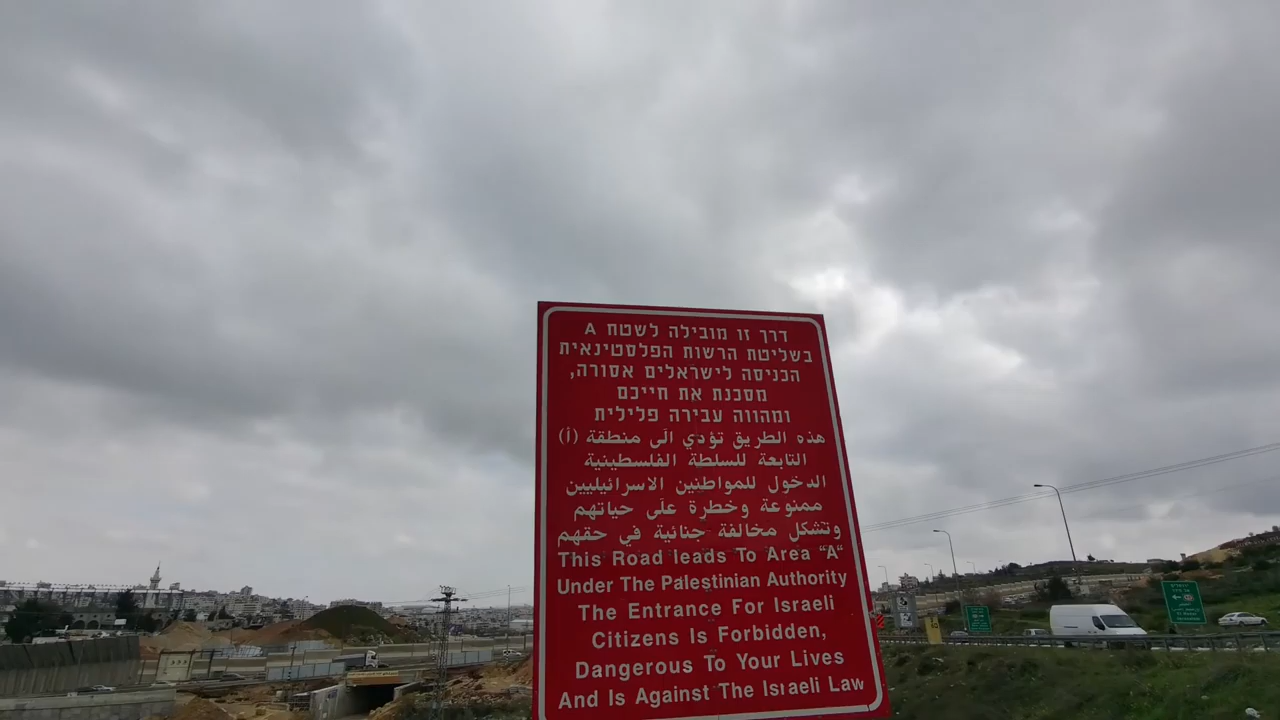 דרך זו מובילה לשטח A
בשליטת הרשות הפלסטינאית
הכניסה לישראלים אסורה,
מסכנת את חייכם
ומהווה עבירה פלילית
هذه الطريق تؤدي الى منطقة (أ)
التابعة للسلطة الفلسطينية
الدخول للمواطنين الاسرائيليين
ممنوعة وخطرة على حياتهم
وتشكل مخالفة جنائية في حقهم
This Road leads To Area "A"
Under The Palestinian Authority
The Entrance For Israeli
Citizens Is Forbidden,
Dangerous To Your Lives
And Is Against The Israeli Law